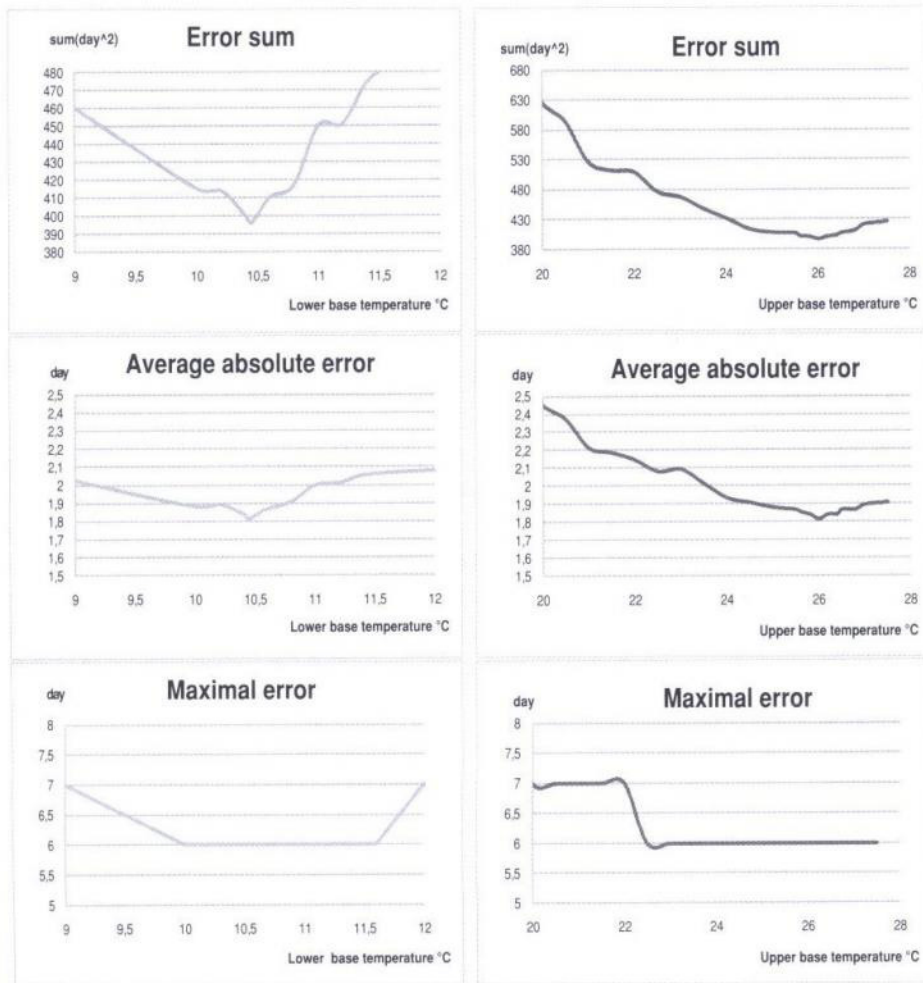 sum(day^2)
Error sum
480
470
460
450
440
430
420
410
400
390
380
9 9,5 10 10,5 11 11,5 12
Lower base temperature °C
sum(day^2)
Error sum
680
630
580
530
480
430
380
20 22 24 26 28
Upper base temperature °C
day
Average absolute error
2,5
2,4
2,3
2,2
2,1
2
1,9
1,8
1,7
1,6
1,5
9 9,5 10 10,5 11 11,5 12
Lower base temperature °C
day
Average absolute error
2,5
2,4
2,3
2,2
2,1
2
1,9
1,8
1,7
1,6
1,5
20 22 24 26 28
Upper base temperature °C
day
Maximal error
8
7,5
7
6,5
6
5,5
5
9 9,5 10 10,5 11 11,5 12
Lower base temperature °C
day
Maximal error
8
7,5
7
6,5
6
5,5
5
20 22 24 26 28
Upper base temperature °C